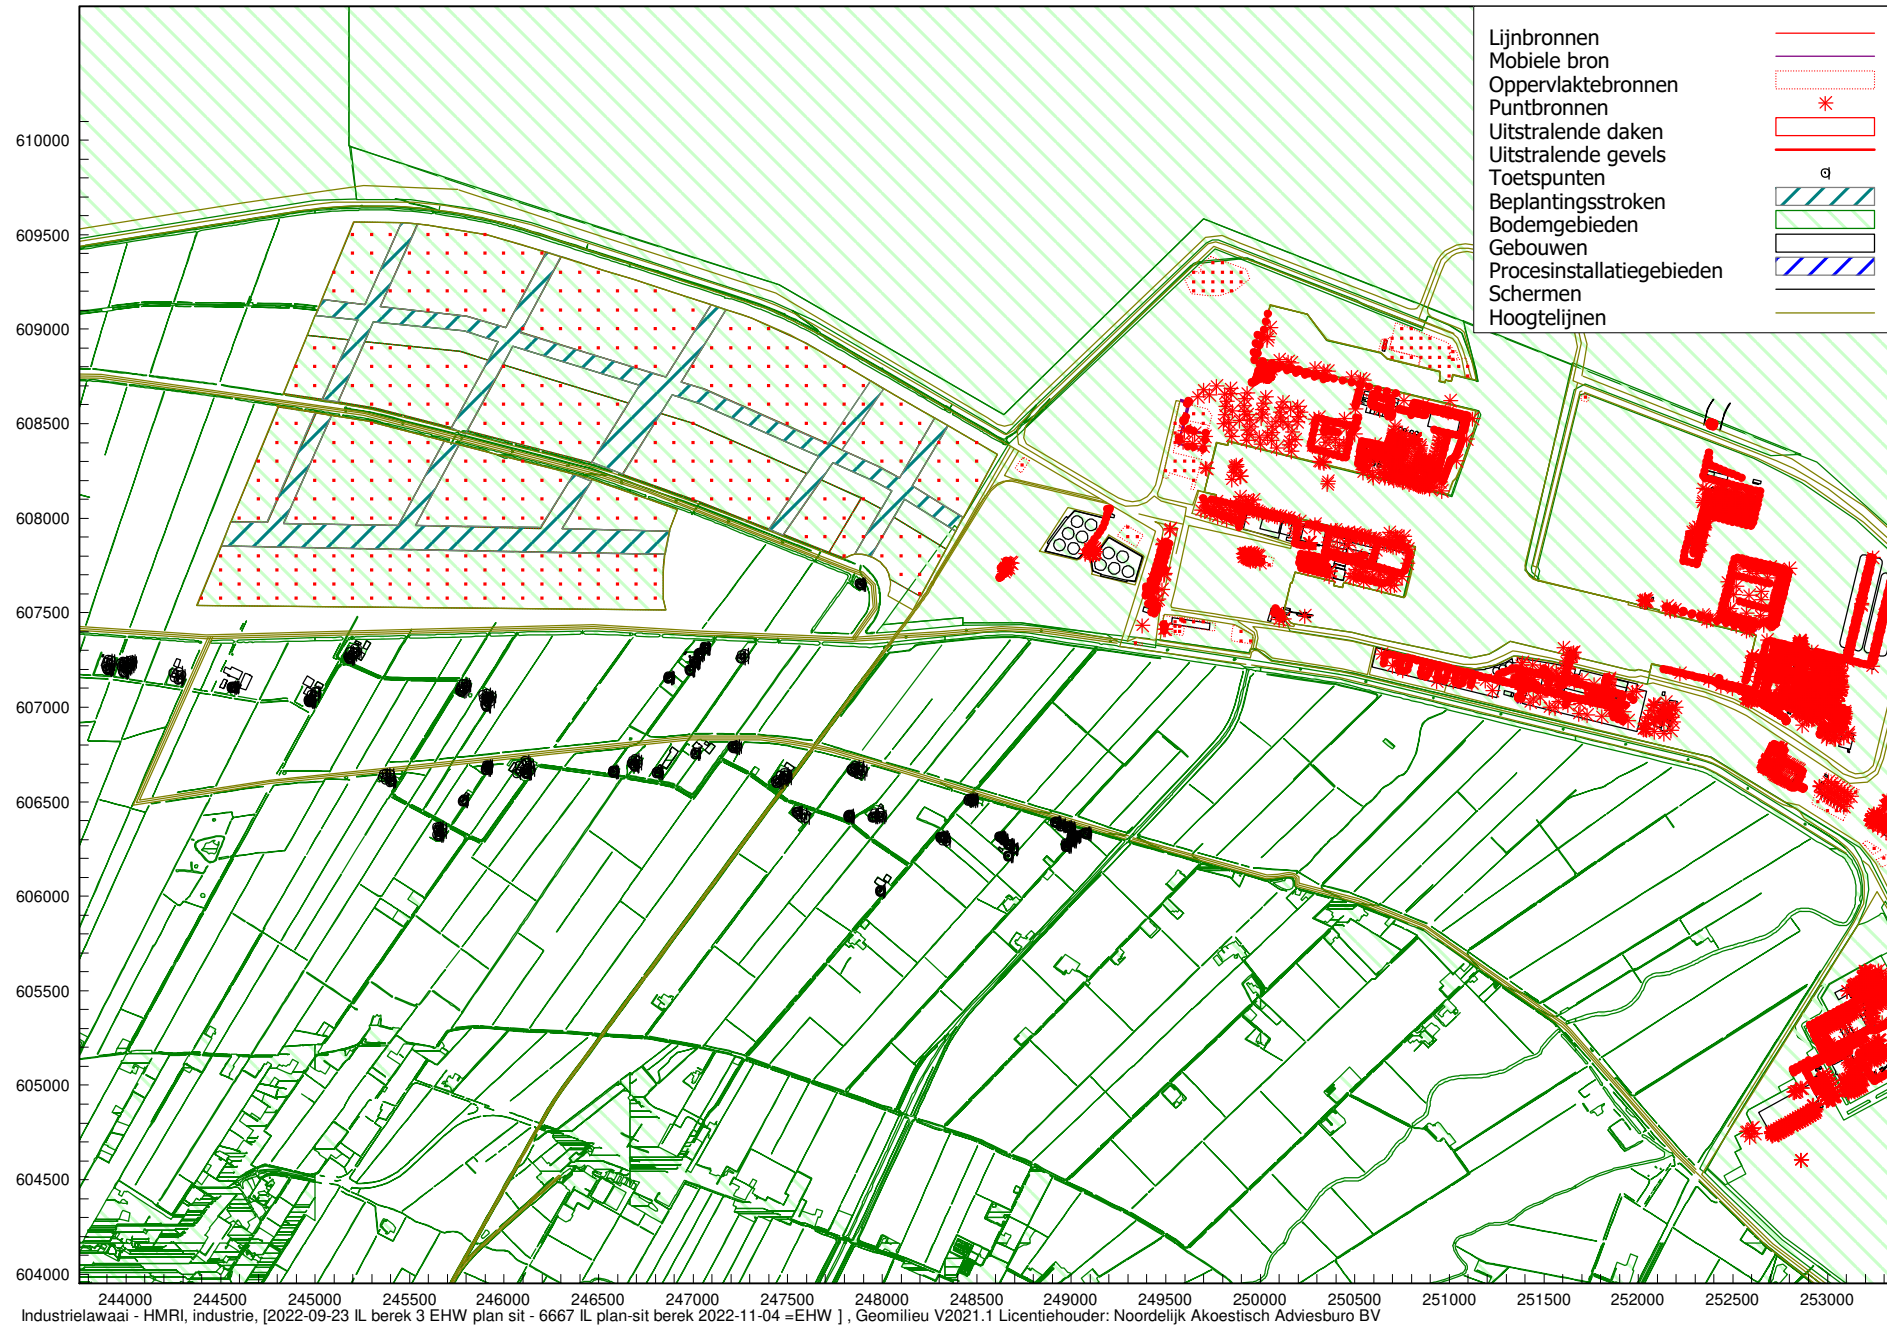 Lijnbronnen
Mobiele bron
Oppervlaktebronnen
Puntbronnen
Uitstralende daken
Uitstralende gevels
Toetspunten
Beplantingsstroken
Bodemgebieden
Gebouwen
Procesinstallatiegebieden
Schermen
Hoogtelijnen
610000
609500
609000
608500
608000
607500
607000
606500
606000
605500
605000
604500
604000
244000 244500 245000 245500 246000 246500 247000 247500 248000 248500 249000 249500 250000 250500 251000 251500 252000 252500 253000
Industrielawaai - HMRI, industrie, [2022-09-23 IL berek 3 EHW plan sit - 6667 IL plan-sit berek 2022-11-04 =EHW ] , Geomilieu V2021.1 Licentiehouder: Noordelijk Akoestisch Adviesburo BV